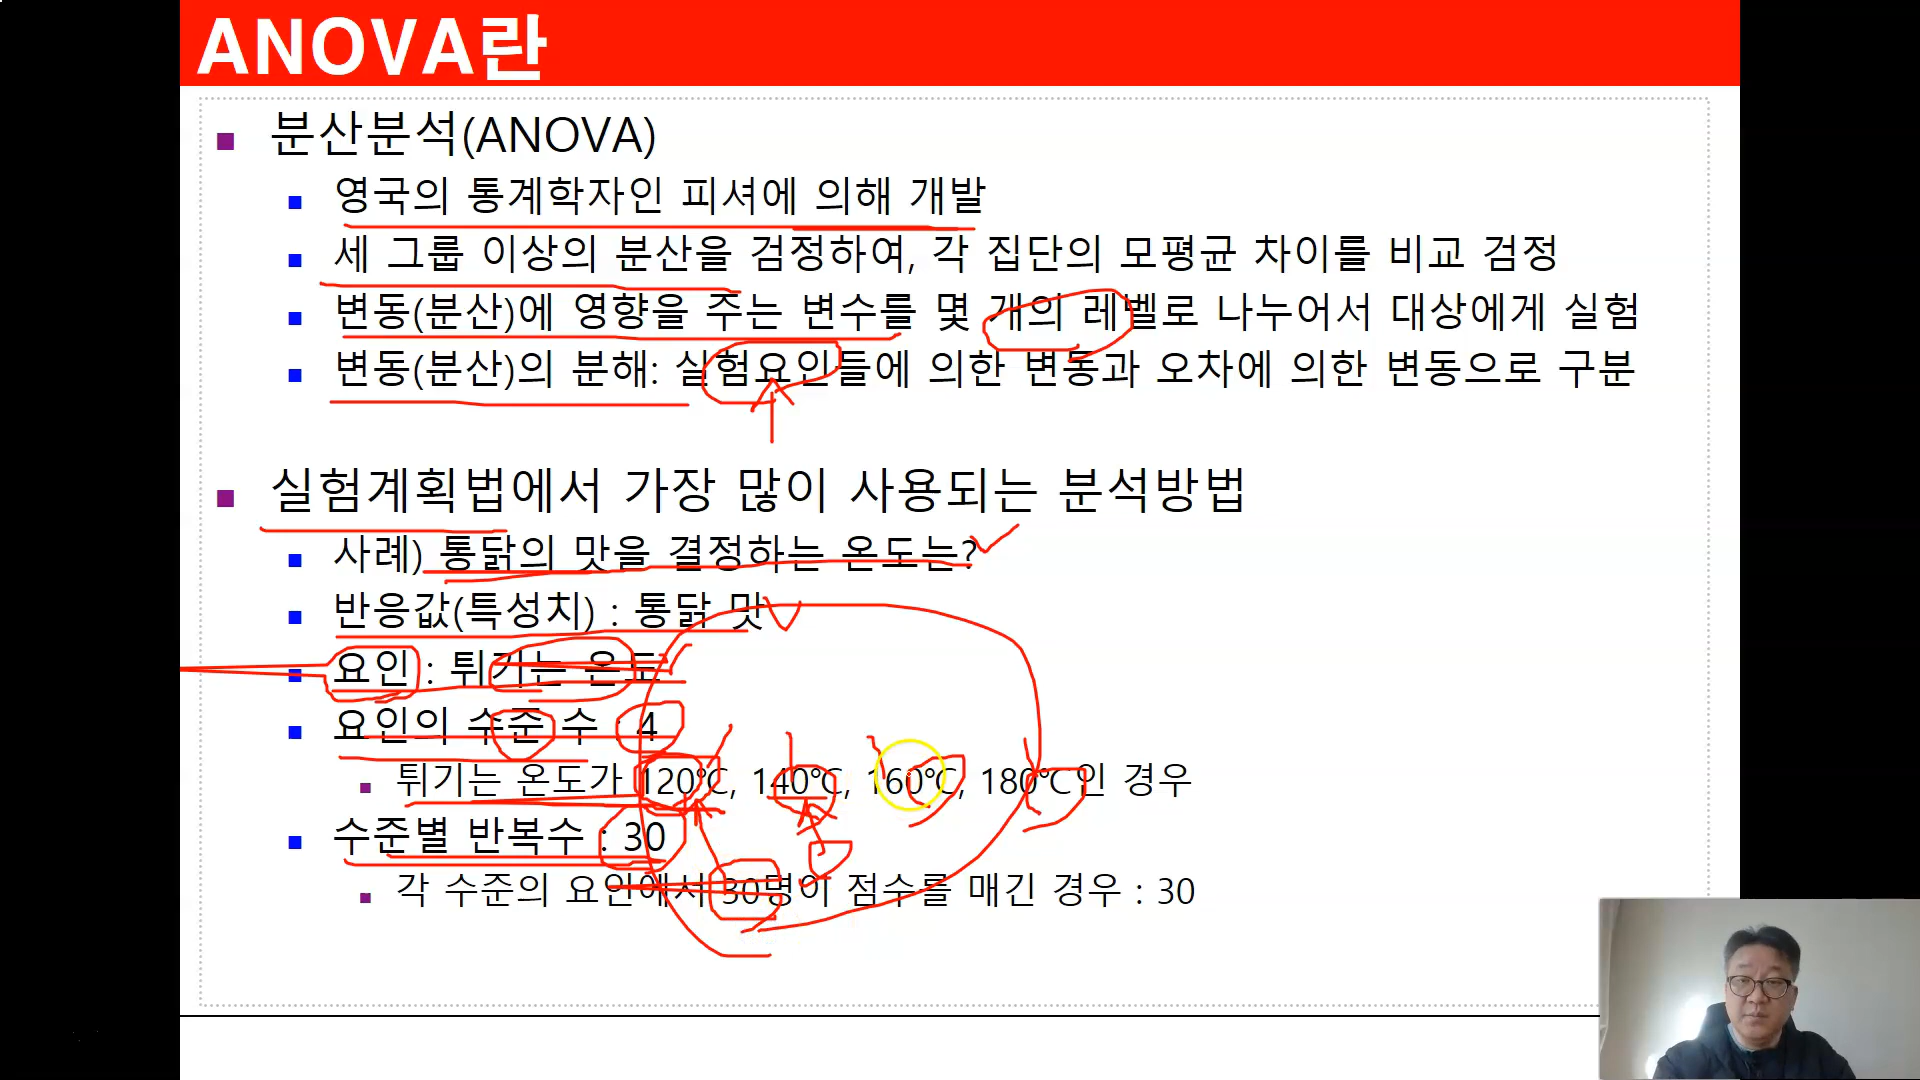 ANOVA란
분산분석(ANOVA)
영국의 통계학자인 피셔에 의해 개발
세 그룹 이상의 분산을 검정하여, 각 집단의 모평균 차이를 비교 검정
변동(분산)에 영향을 주는 변수를 몇 개의 레벨로 나누어서 대상에게 실험
변동(분산)의 분해: 실험요인들에 의한 변동과 오차에 의한 변동으로 구분
실험계획법에서 가장 많이 사용되는 분석방법
사례) 통닭의 맛을 결정하는 온도는?
반응값(특성치) : 통닭 맛
요인 : 튀기는 온도
요인의 수준 수 : 4
튀기는 온도가 120℃, 140℃, 160℃, 180℃인 경우
수준별 반복수 : 30
각 수준의 요인에서 30명이 점수를 매긴 경우 : 30